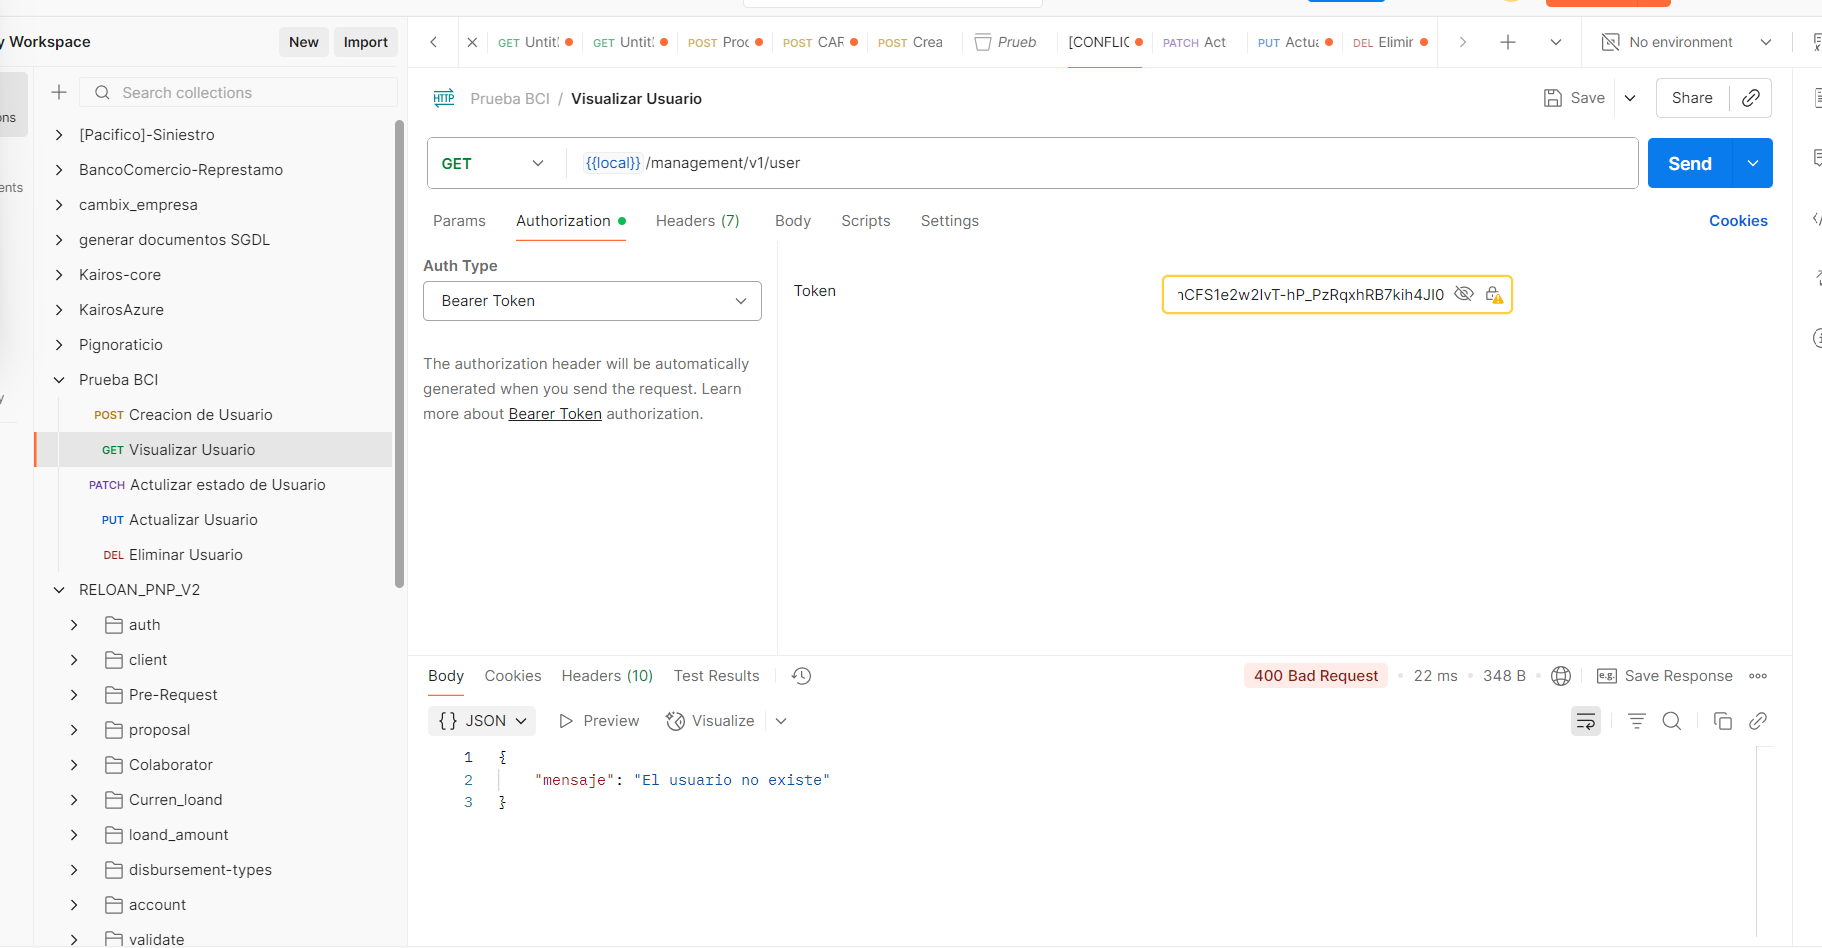 y Workspace
New
Import
GET Untit
GET Untit
POST Proc
POST CAR
POST Crea
Prueb
[CONFLIC
PATCH Act
PUT Actua
DEL Elimir
No environment
ons
ents
y
Search collections
[Pacifico]-Siniestro
BancoComercio-Represtamo
cambix_empresa
generar documentos SGDL
Kairos-core
KairosAzure
Pignoraticio
Prueba BCI
POST Creacion de Usuario
GET Visualizar Usuario
PATCH Actulizar estado de Usuario
PUT Actualizar Usuario
DEL Eliminar Usuario
RELOAN_PNP_V2
auth
client
Pre-Request
proposal
Colaborator
Curren_loand
loand_amount
disbursement-types
account
validate
HTTP Prueba BCI / Visualizar Usuario
Save
Share
GET
{{local}} /management/v1/user
Send
Params
Authorization
Headers (7)
Body
Scripts
Settings
Cookies
Auth Type
Bearer Token
The authorization header will be automatically
generated when you send the request. Learn
more about Bearer Token authorization.
Token
CFS1e2w2IvT-hP_PzRqxhRB7kih4JI0
Body
Cookies
Headers (10)
Test Results
400 Bad Request
22 ms
348 B
e.g. Save Response
{} JSON
Preview
Visualize
1 {
2 "mensaje": "El usuario no existe"
3 }